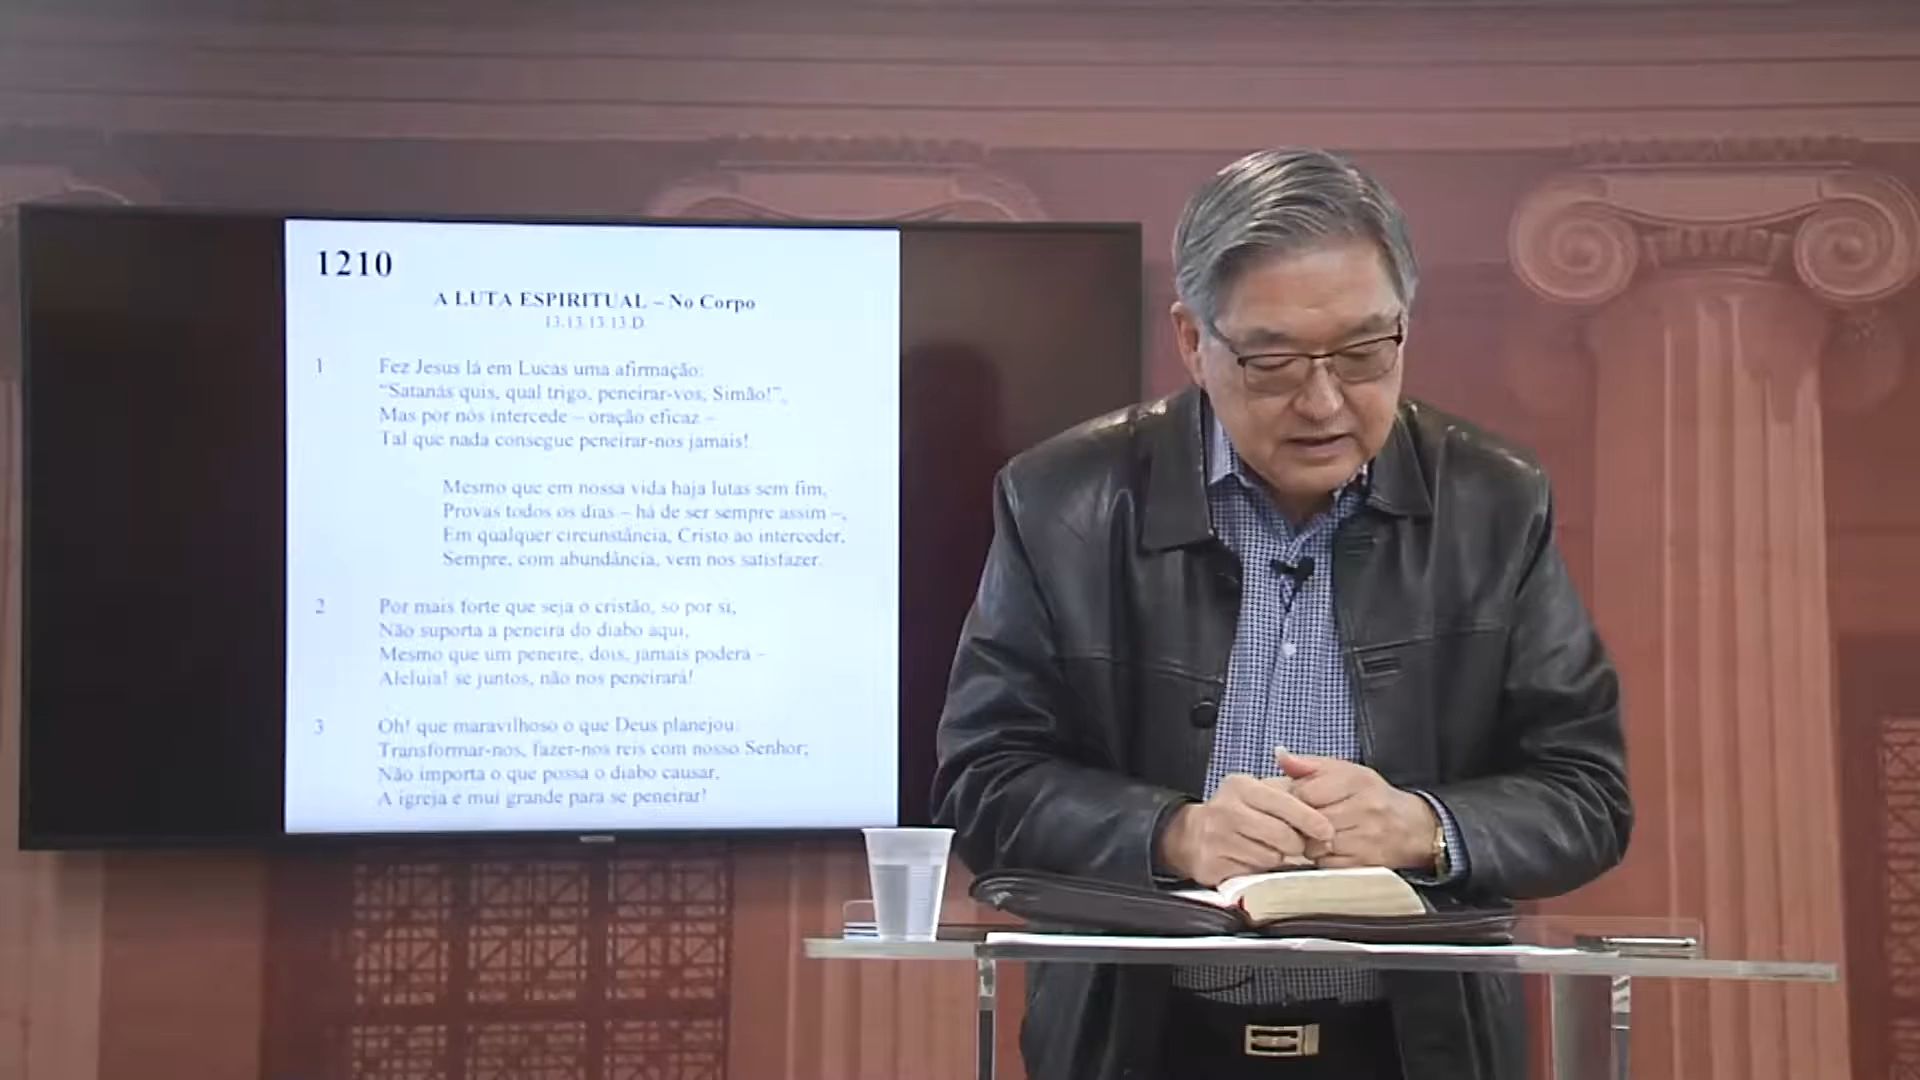 1210
A LUTA ESPIRITUAL – No Corpo
13.13.13.13.D
1 Fez Jesus lá em Lucas uma afirmação:
“Satanás quis, qual trigo, peneirar-vos, Simão!”,
Mas por nós intercede – oração eficaz –
Tal que nada consegue peneirar-nos jamais!
Mesmo que em nossa vida haja lutas sem fim,
Provas todos os dias – há de ser sempre assim –,
Em qualquer circunstância, Cristo ao interceder,
Sempre, com abundância, vem nos satisfazer.
2 Por mais forte que seja o cristão, só por si,
Não suporta a peneira do diabo aqui,
Mesmo que um peneire, dois, jamais poderá –
Aleluia! se juntos, não nos peneirará!
3 Oh! que maravilhoso o que Deus planejou:
Transformar-nos, fazer-nos reis com nosso Senhor;
Não importa o que possa o diabo causar,
A igreja é mui grande para se peneirar!